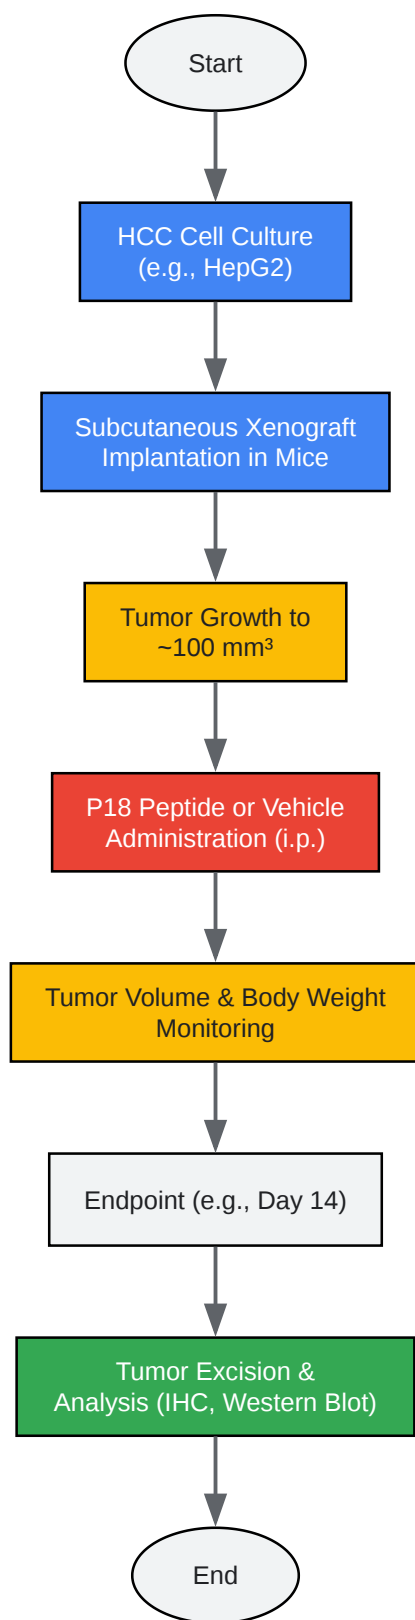 Start
HCC Cell Culture
(e.g., HepG2)
Subcutaneous Xenograft
Implantation in Mice
Tumor Growth to
~100 mm³
P18 Peptide or Vehicle
Administration (i.p.)
Tumor Volume & Body Weight
Monitoring
Endpoint (e.g., Day 14)
Tumor Excision &
Analysis (IHC, Western Blot)
End